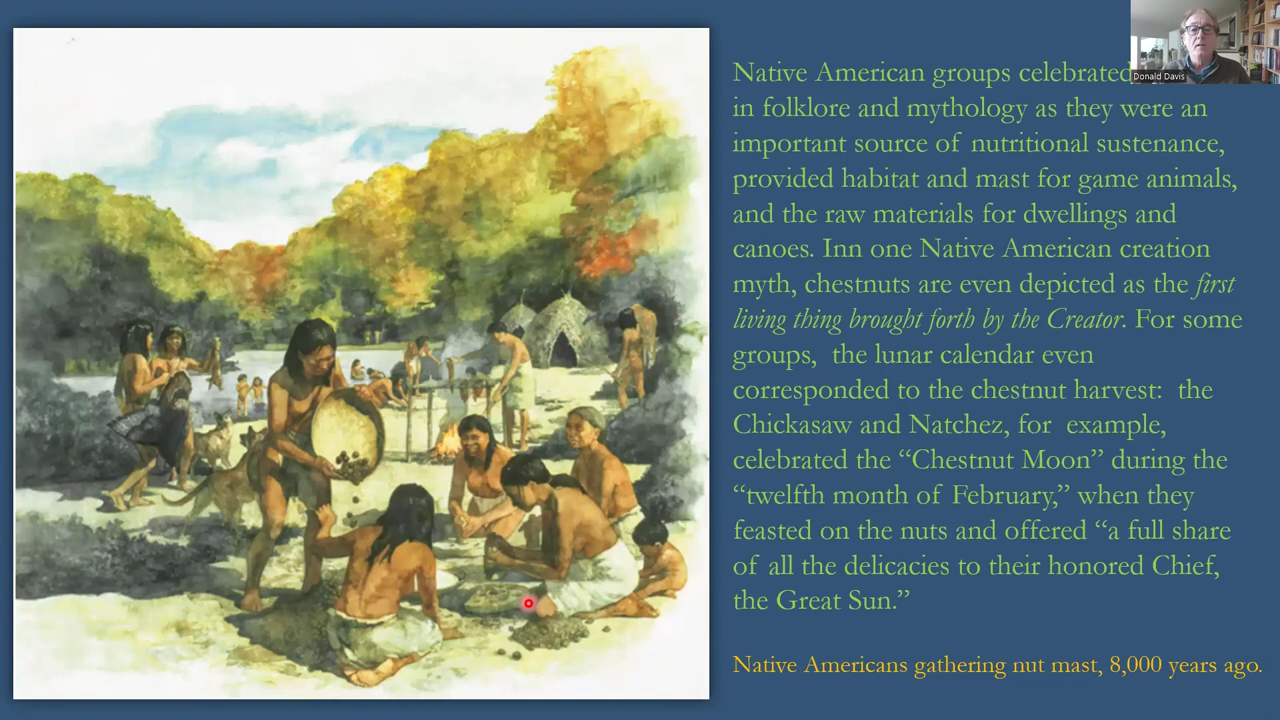 Native American groups celebrated
in folklore and mythology as they were an
important source of nutritional sustenance,
provided habitat and mast for game animals,
and the raw materials for dwellings and
canoes. Inn one Native American creation
myth, chestnuts are even depicted as the first
living thing brought forth by the Creator. For some
groups, the lunar calendar even
corresponded to the chestnut harvest: the
Chickasaw and Natchez, for example,
celebrated the “Chestnut Moon” during the
“twelfth month of February,” when they
feasted on the nuts and offered “a full share
of all the delicacies to their honored Chief,
the Great Sun.”
Native Americans gathering nut mast, 8,000 years ago.
Donald Davis